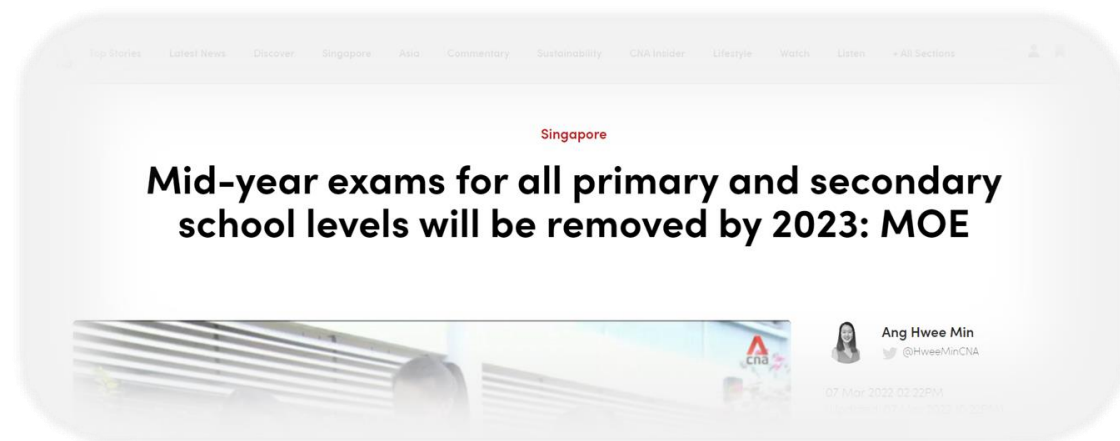 Top Stories Latest News Discover Singapore Asia Commentary Sustainability CNA Insider Lifestyle Watch Listen + All Sections
Singapore
Mid-year exams for all primary and secondary
school levels will be removed by 2023: MOE
cna
Ang Hwee Min
@HweeMinCNA
07 Mar 2022 02:22PM